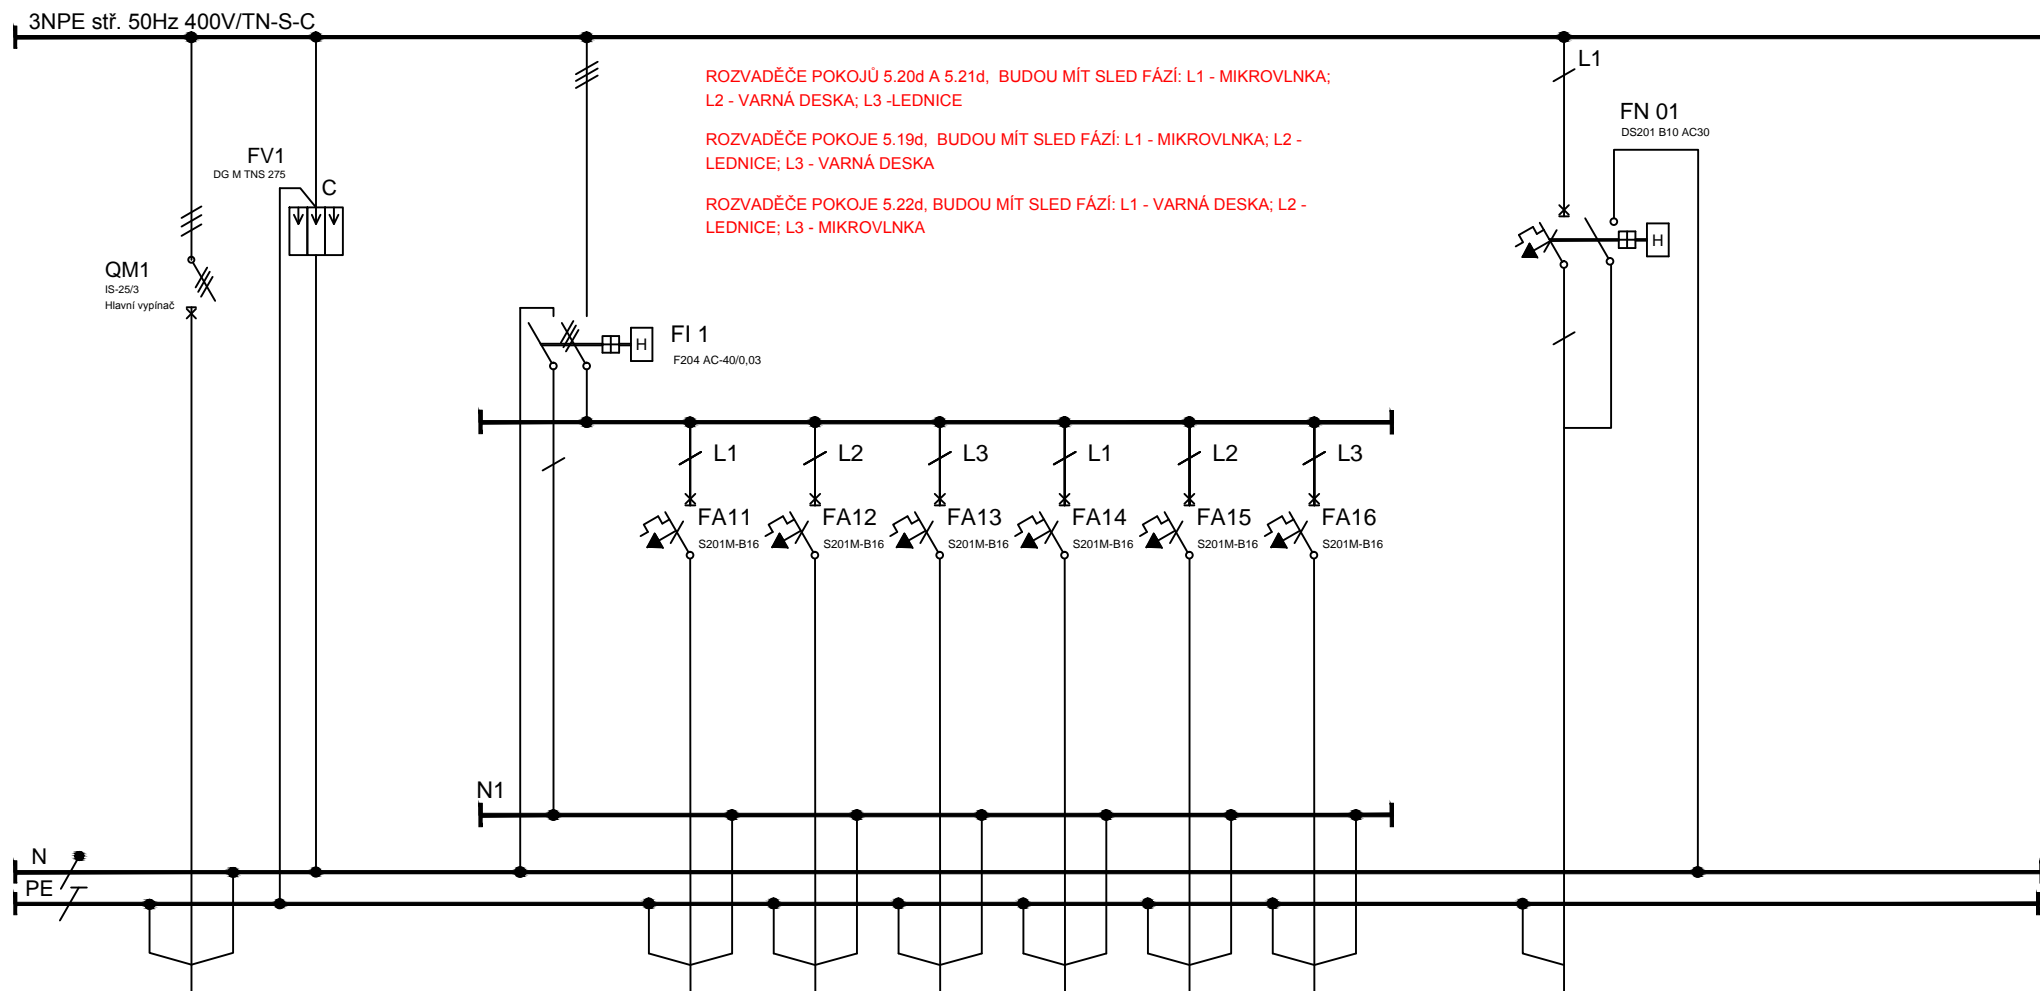 3NPE stř. 50Hz 400V/TN-S-C
ROZVADĚČE POKOJŮ 5.20d A 5.21d, BUDOU MÍT SLED FÁZÍ: L1 - MIKROVLNKA;
L2 - VARNÁ DESKA; L3 -LEDNICE
ROZVADĚČE POKOJE 5.19d, BUDOU MÍT SLED FÁZÍ: L1 - MIKROVLNKA; L2 -
LEDNICE; L3 - VARNÁ DESKA
ROZVADĚČE POKOJE 5.22d, BUDOU MÍT SLED FÁZÍ: L1 - VARNÁ DESKA; L2 -
LEDNICE; L3 - MIKROVLNKA
L1
FN 01
DS201 B10 AC30
H
FV1
DG M TNS 275
C
QM1
IS-25/3
Hlavní vypínač
H
FI 1
F204 AC-40/0,03
L1
L2
L3
L1
L2
L3
FA11
S201M-B16
FA12
S201M-B16
FA13
S201M-B16
FA14
S201M-B16
FA15
S201M-B16
FA16
S201M-B16
N1
N
PE